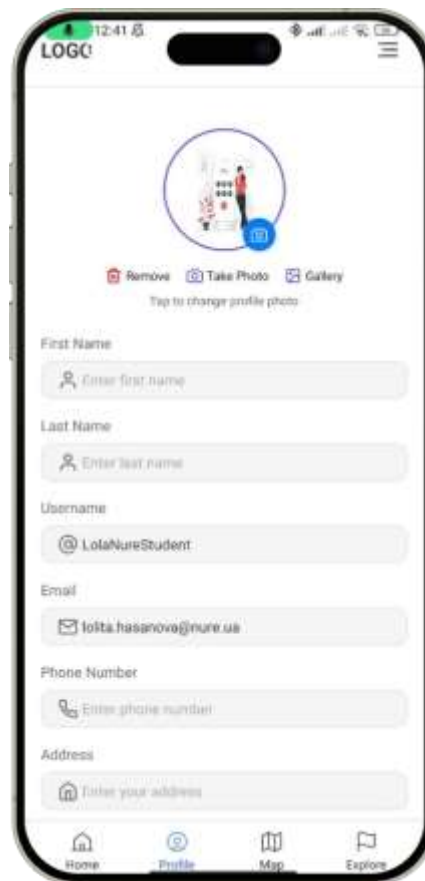 12:41
LOGO
Remove Take Photo Gallery
Tap to change profile photo
First Name
Enter first name
Last Name
Enter last name
Username
LolaNureStudent
Email
lolita.hasanova@nure.ua
Phone Number
Enter phone number
Address
Enter your address
Home Profile Map Explore